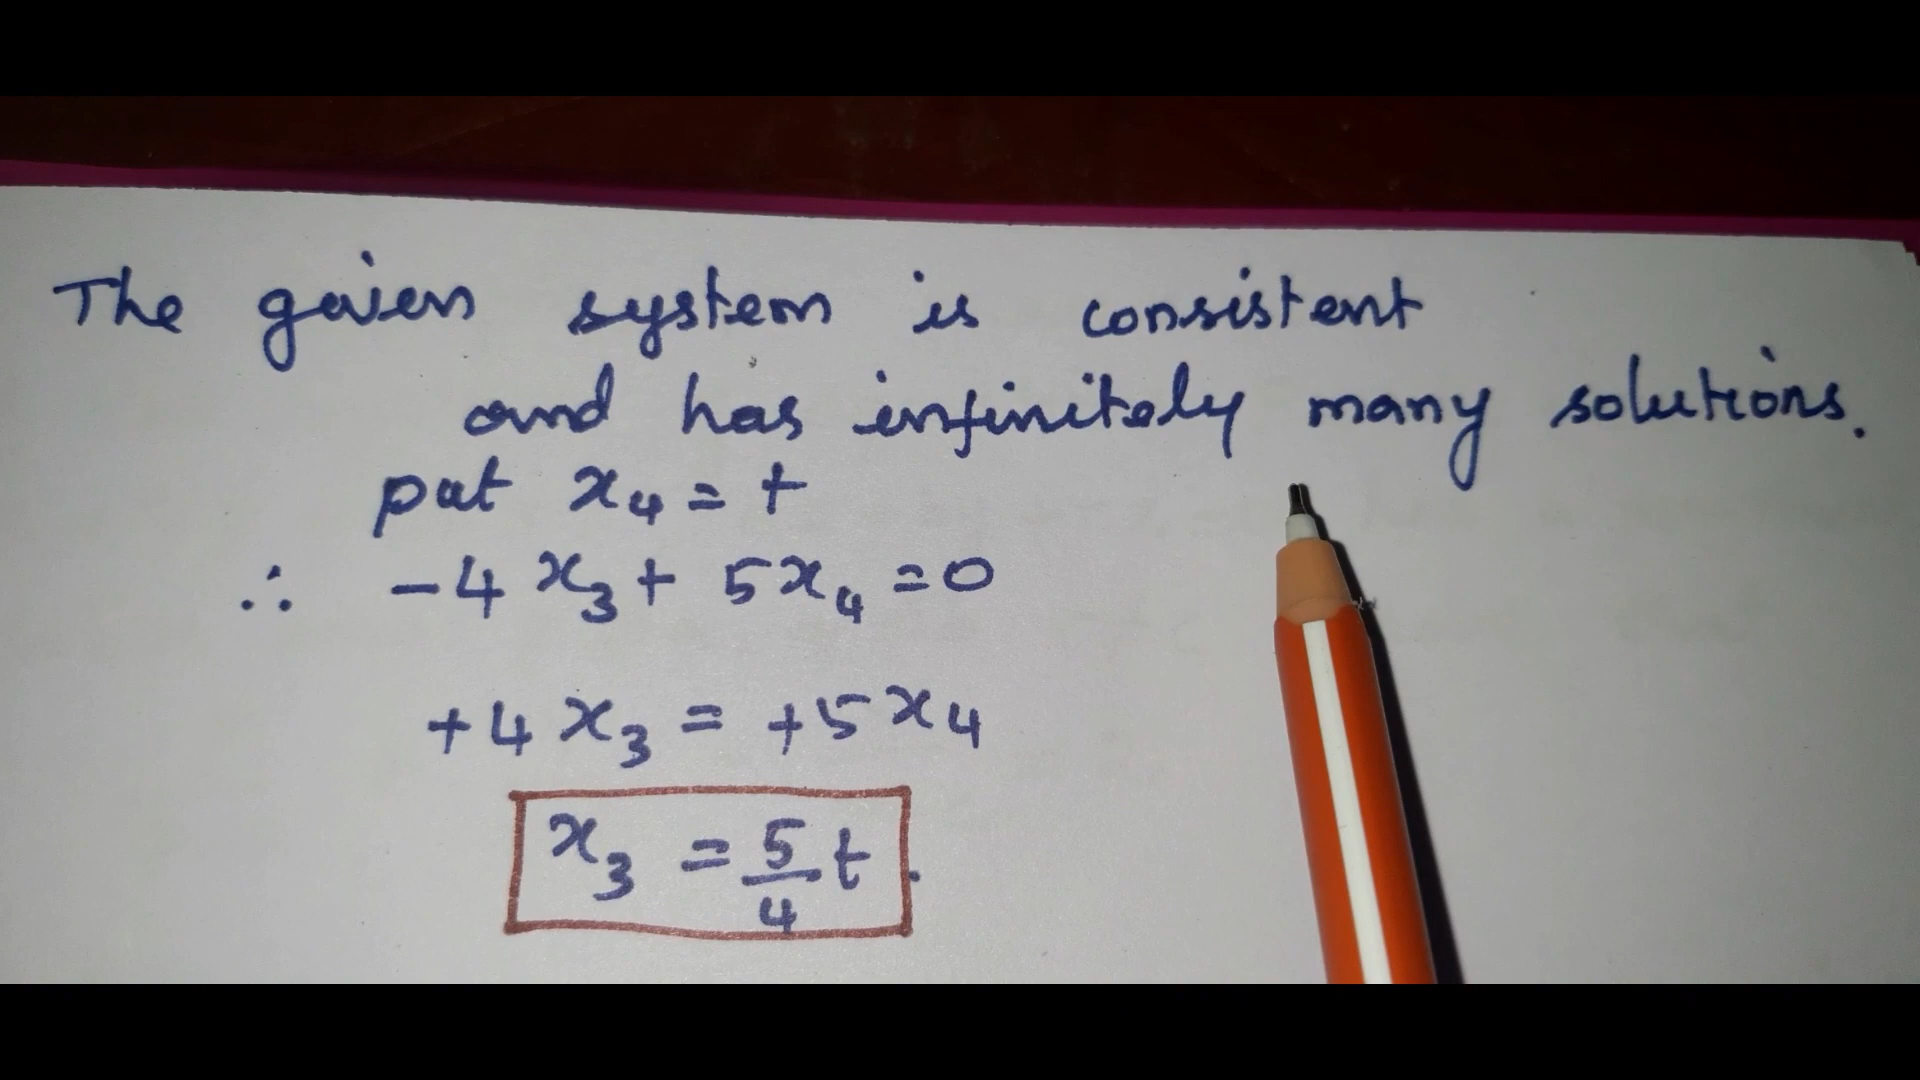 The given system is consistent
and has infinitely many solutions.
put x₄ = t
∴ -4x₃ + 5x₄ = 0
+4x₃ = +5x₄
x₃ = 5/4 t.